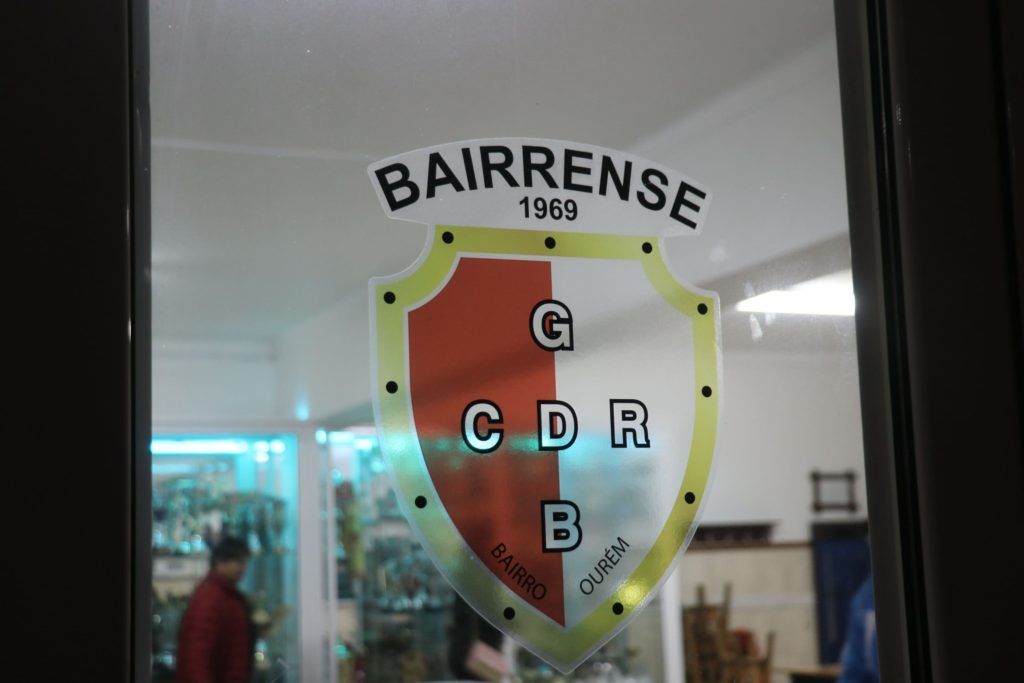 BAIRRENSE
1969
G
C D R
B
BAIRRO
OURÉM